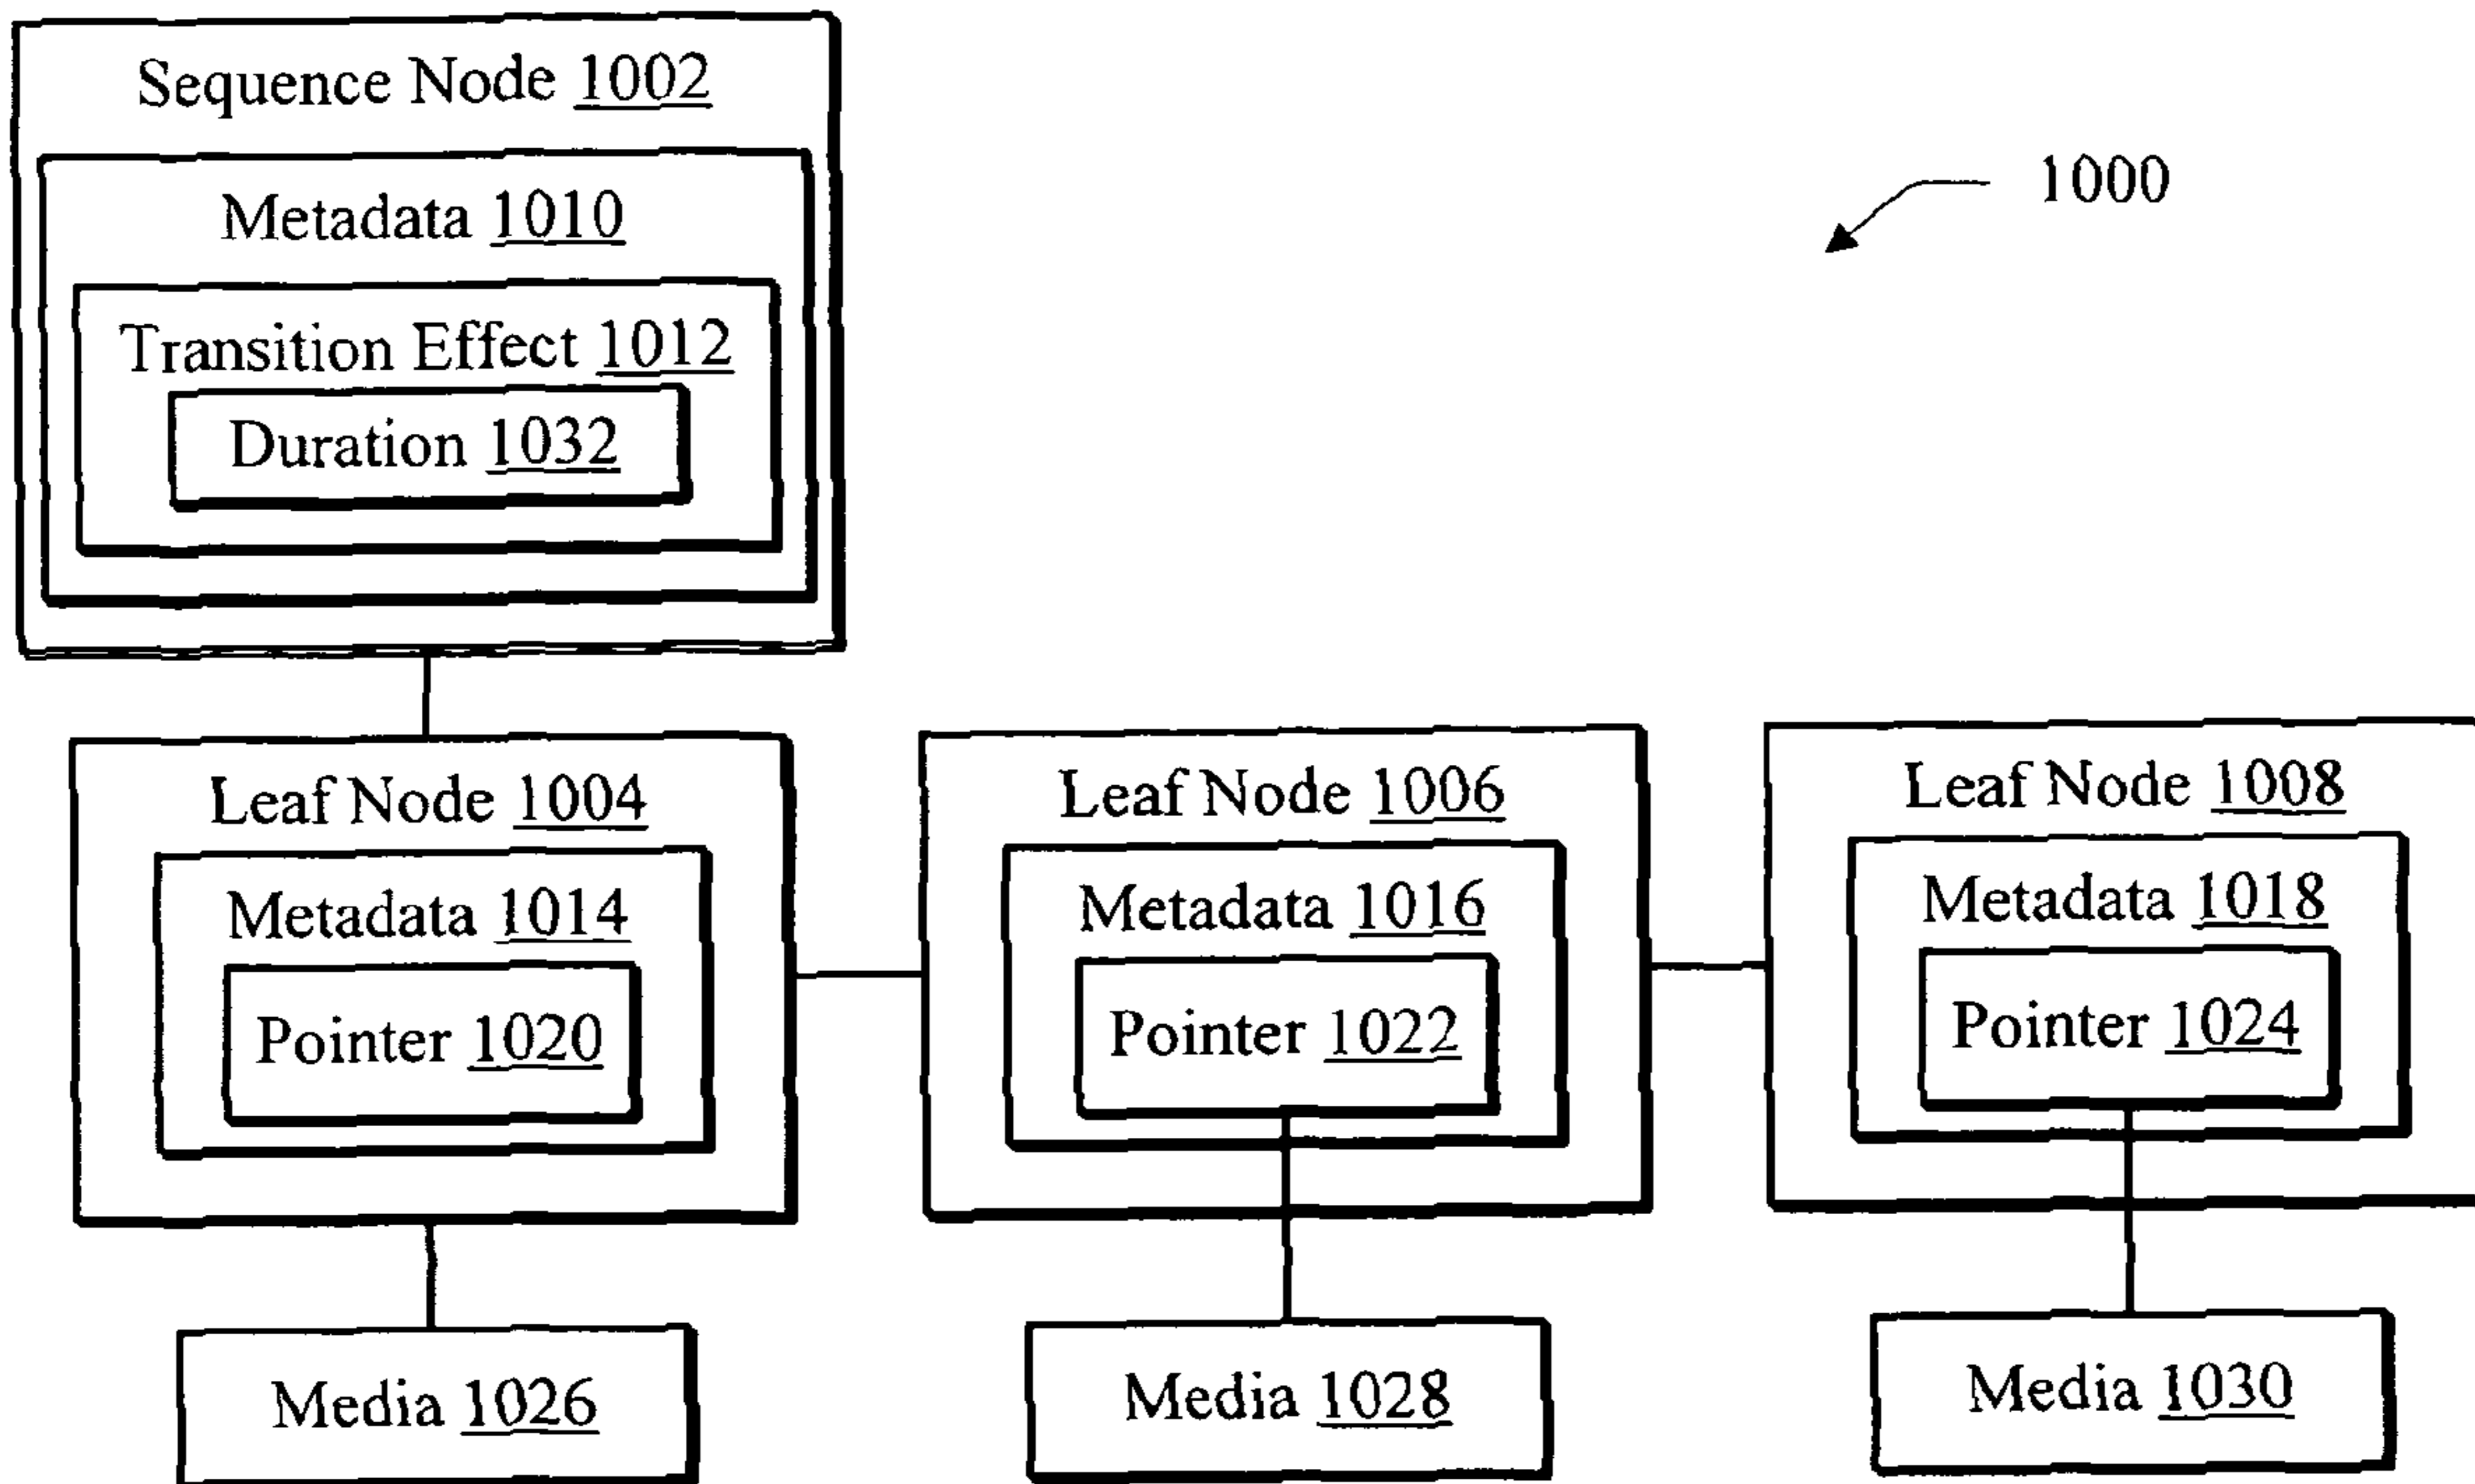 Sequence Node 1002
Metadata 1010
1000
Transition Effect 1012
Duration 1032
Leaf Node 1004
Leaf Node 1006
Leaf Node 1008
Metadata 1014
Metadata 1016
Metadata 1018
Pointer 1020
Pointer 1022
Pointer 1024
Media 1026
Media 1028
Media 1030